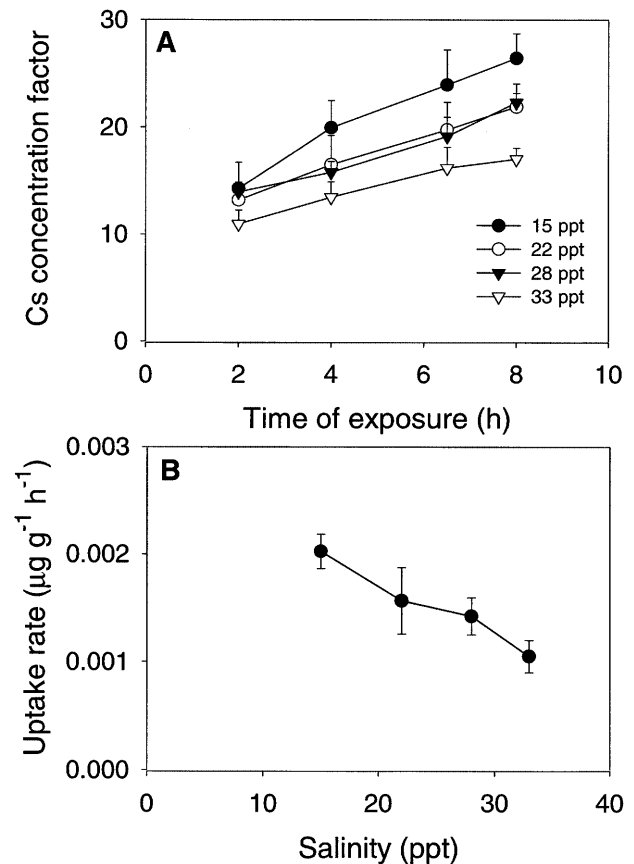 30
A
20
10
0
Cs concentration factor
15 ppt
22 ppt
28 ppt
33 ppt
0 2 4 6 8 10
Time of exposure (h)
0.003
B
0.002
0.001
0.000
Uptake rate (µg g⁻¹ h⁻¹)
0 10 20 30 40
Salinity (ppt)